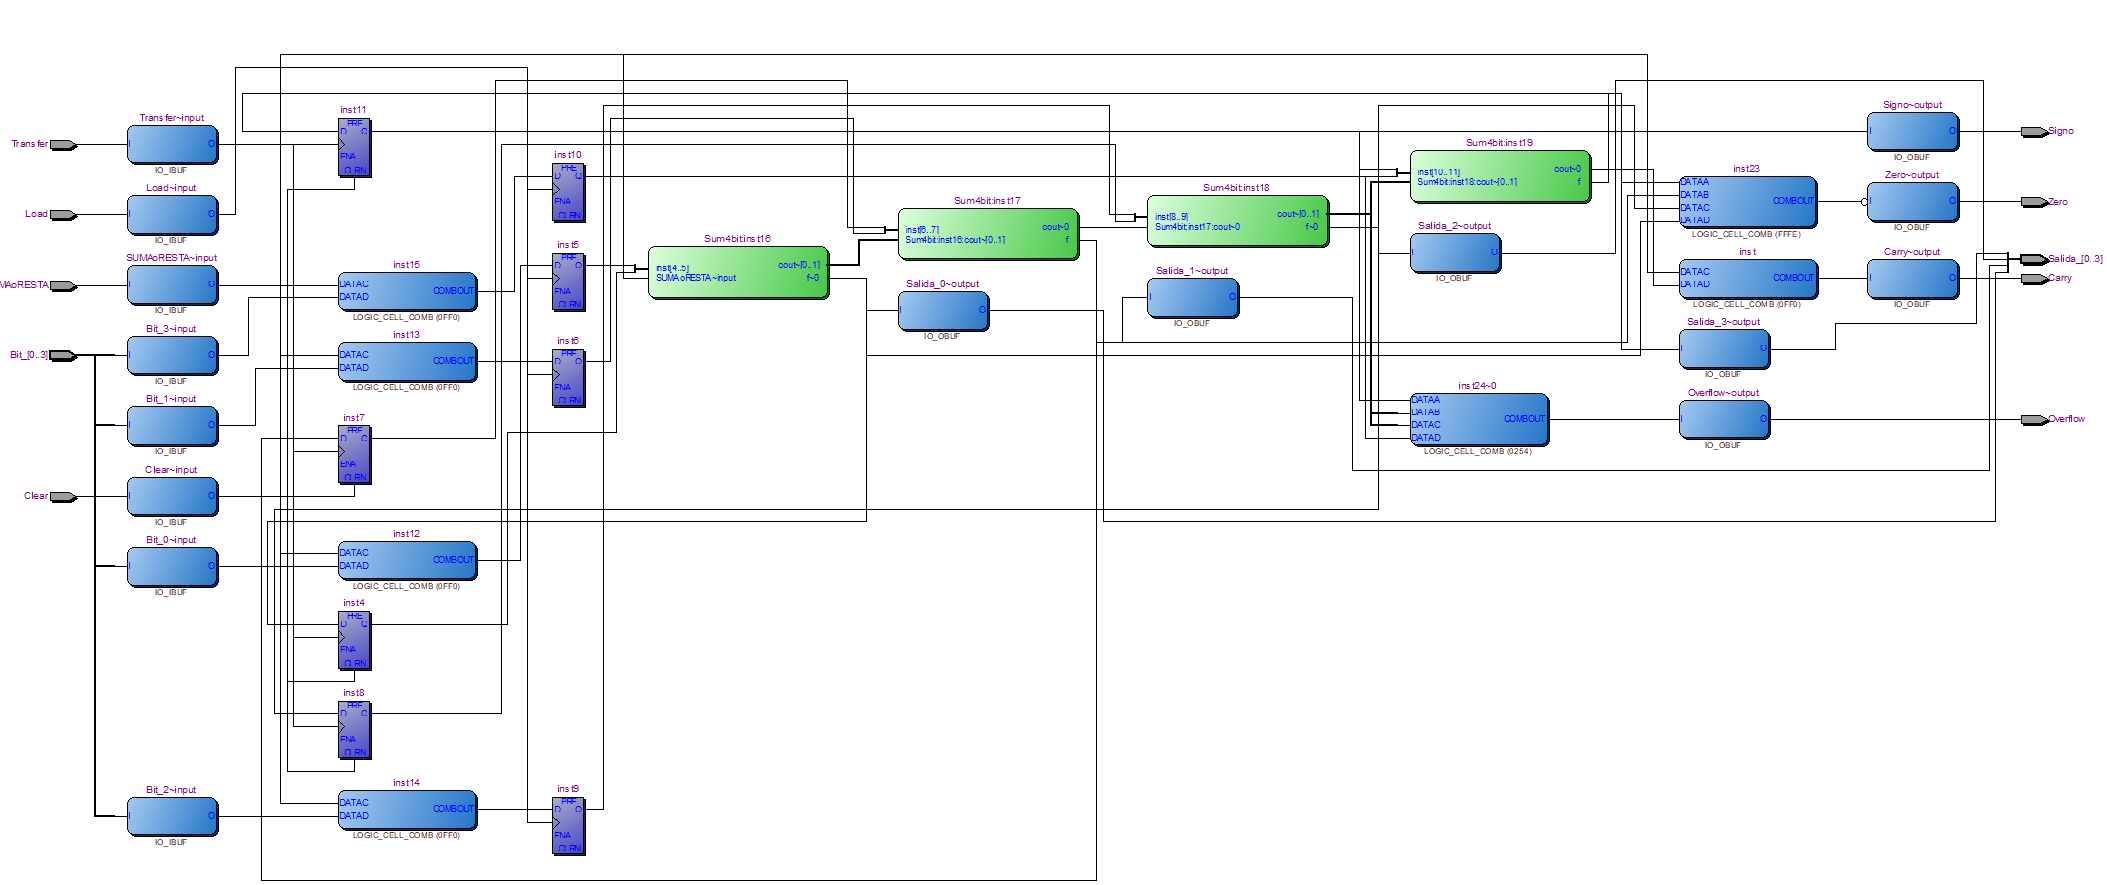 Transfer
Transfer~input
I
O
IO_IBUF
Load
Load~input
I
O
IO_IBUF
MAoRESTA
SUMAoRESTA~input
I
O
IO_IBUF
Bit_[0..3]
Bit_3~input
I
O
IO_IBUF
Bit_1~input
I
O
IO_IBUF
Clear
Clear~input
I
O
IO_IBUF
Bit_0~input
I
O
IO_IBUF
Bit_2~input
I
O
IO_IBUF
inst11
PRE
D
Q
ENA
CLRN
inst15
DATAC
DATAD
COMBOUT
LOGIC_CELL_COMB (0FF0)
inst13
DATAC
DATAD
COMBOUT
LOGIC_CELL_COMB (0FF0)
inst7
PRE
D
Q
ENA
CLRN
inst12
DATAC
DATAD
COMBOUT
LOGIC_CELL_COMB (0FF0)
inst4
PRE
D
Q
ENA
CLRN
inst8
PRE
D
Q
ENA
CLRN
inst14
DATAC
DATAD
COMBOUT
LOGIC_CELL_COMB (0FF0)
inst10
PRE
D
Q
ENA
CLRN
inst5
PRE
D
Q
ENA
CLRN
inst6
PRE
D
Q
ENA
CLRN
inst9
PRE
D
Q
ENA
CLRN
Sum4bit:inst16
inst[4..5]
SUMAoRESTA~input
cout~[0..1]
f~0
Sum4bit:inst17
inst[6..7]
Sum4bit:inst16:cout~[0..1]
cout~0
f
Salida_0~output
I
O
IO_OBUF
Sum4bit:inst18
inst[8..9]
Sum4bit:inst17:cout~0
cout~[0..1]
f~0
Salida_1~output
I
O
IO_OBUF
Sum4bit:inst19
inst[10..11]
Sum4bit:inst18:cout~[0..1]
cout~0
f
Salida_2~output
I
O
IO_OBUF
inst24~0
DATAA
DATAB
DATAC
DATAD
COMBOUT
LOGIC_CELL_COMB (0254)
inst23
DATAA
DATAB
DATAC
DATAD
COMBOUT
LOGIC_CELL_COMB (FFFE)
inst
DATAC
DATAD
COMBOUT
LOGIC_CELL_COMB (0FF0)
Salida_3~output
I
O
IO_OBUF
Overflow~output
I
O
IO_OBUF
Signo~output
I
O
IO_OBUF
Zero~output
I
O
IO_OBUF
Carry~output
I
O
IO_OBUF
Signo
Zero
Salida_[0..3]
Carry
Overflow